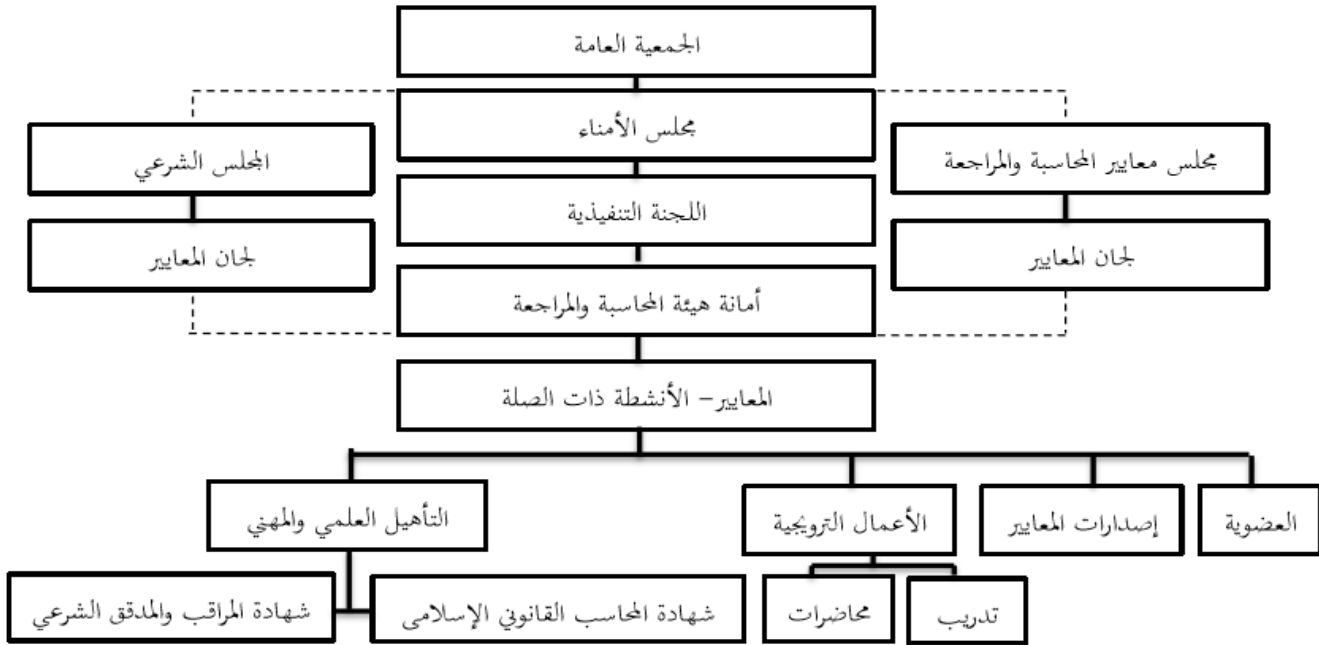 الجمعية العامة
مجلس الأمناء
مجلس معايير المحاسبة والمراجعة
المجلس الشرعي
اللجنة التنفيذية
لجان المعايير
لجان المعايير
أمانة هيئة المحاسبة والمراجعة
المعايير– الأنشطة ذات الصلة
العضوية
إصدارات المعايير
الأعمال الترويجية
التأهيل العلمي والمهني
تدريب
محاضرات
شهادة المحاسب القانوني الإسلامى
شهادة المراقب والمدقق الشرعي